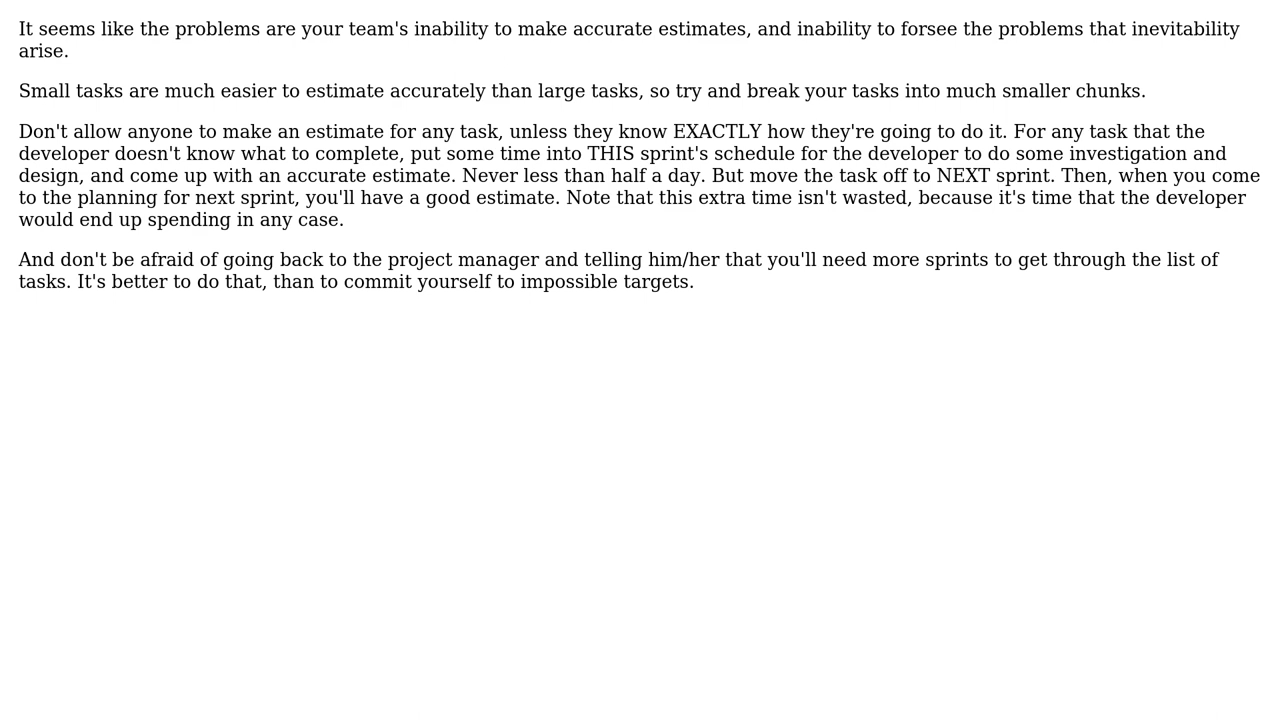 It seems like the problems are your team's inability to make accurate estimates, and inability to forsee the problems that inevitability
arise.
Small tasks are much easier to estimate accurately than large tasks, so try and break your tasks into much smaller chunks.
Don't allow anyone to make an estimate for any task, unless they know EXACTLY how they're going to do it. For any task that the
developer doesn't know what to complete, put some time into THIS sprint's schedule for the developer to do some investigation and
design, and come up with an accurate estimate. Never less than half a day. But move the task off to NEXT sprint. Then, when you come
to the planning for next sprint, you'll have a good estimate. Note that this extra time isn't wasted, because it's time that the developer
would end up spending in any case.
And don't be afraid of going back to the project manager and telling him/her that you'll need more sprints to get through the list of
tasks. It's better to do that, than to commit yourself to impossible targets.